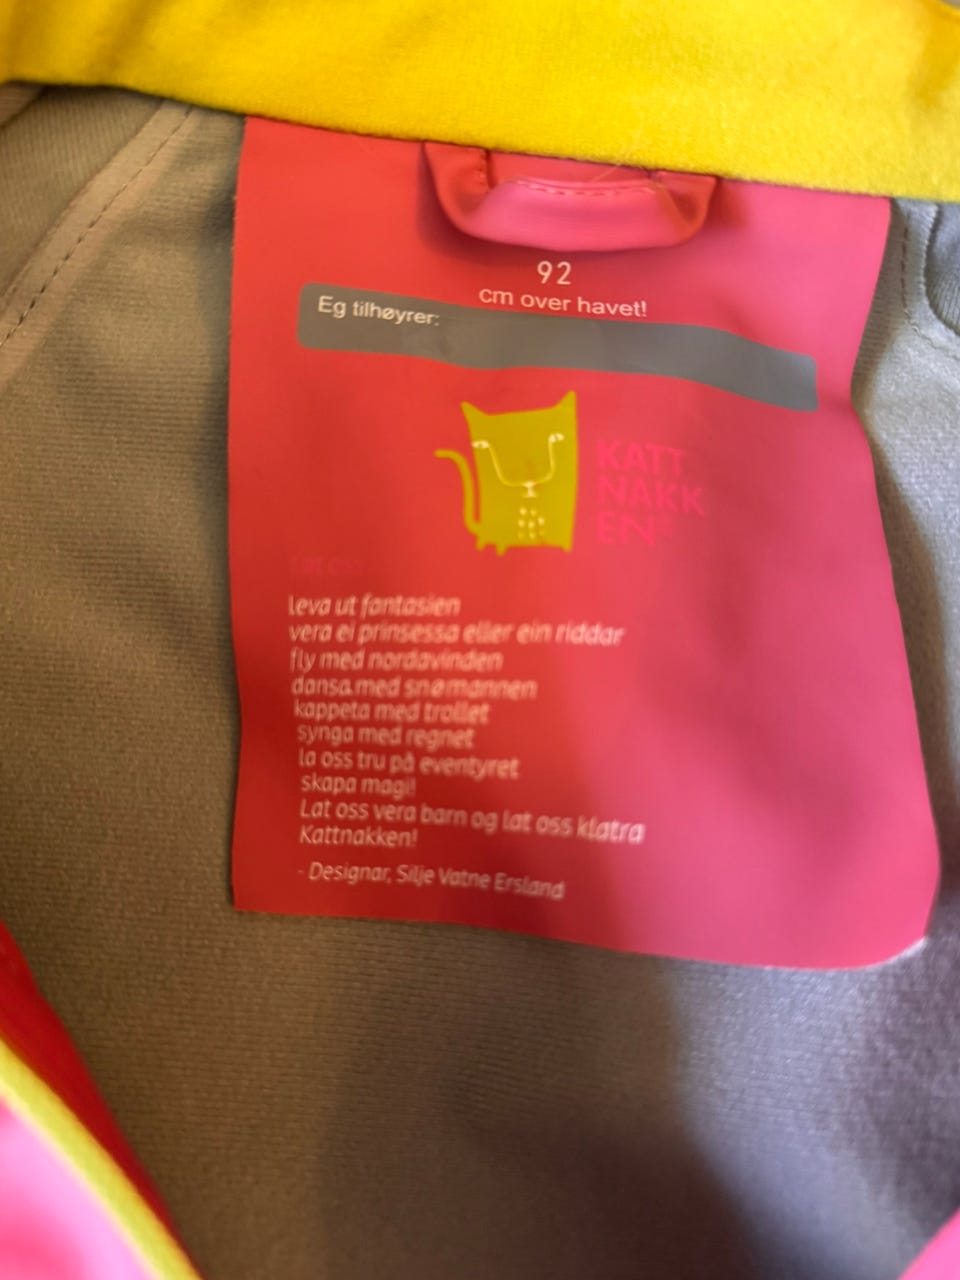 92
cm over havet!
Eg tilhøyrer:
KATT
NAKK
EN®
Lat oss
leva ut fantasien
vera ei prinsessa eller ein riddar
fly med nordavinden
dansa med snømannen
kappeta med trollet
synga med regnet
la oss tru på eventyret
skapa magi!
Lat oss vera barn og lat oss klatra
Kattnakken!
- Designar, Silje Vatne Ersland